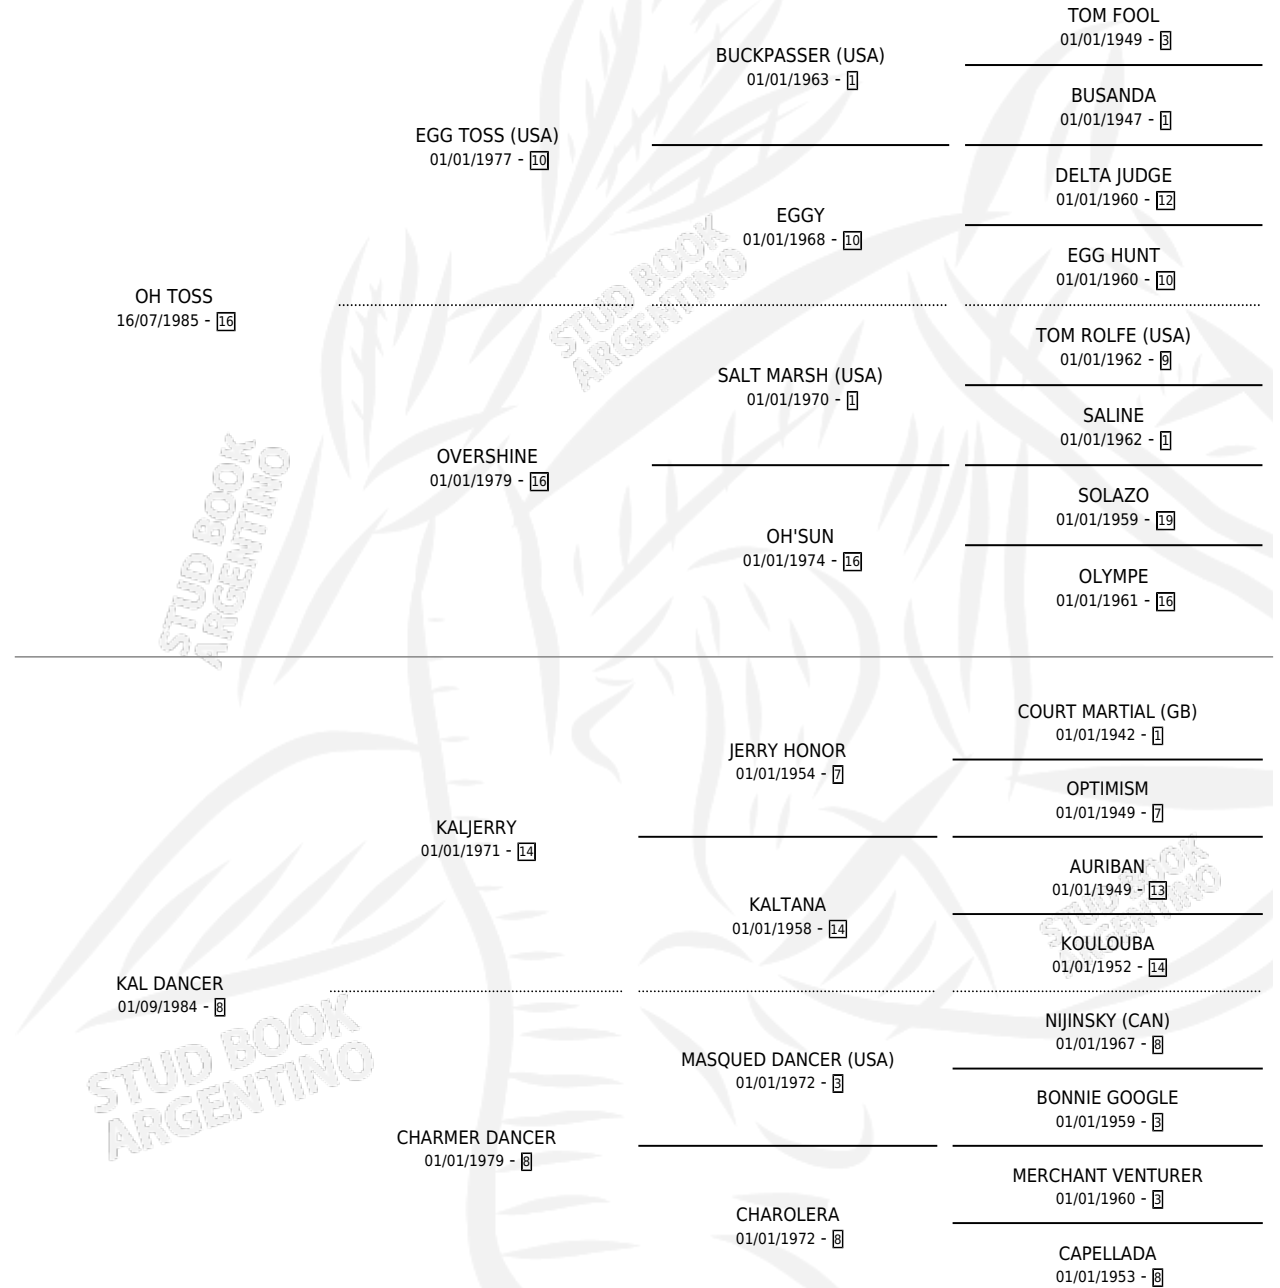 TOM FOOL
01/01/1949 - 3
BUCKPASSER (USA)
01/01/1963 - 1
BUSANDA
01/01/1947 - 1
EGG TOSS (USA)
01/01/1977 - 10
DELTA JUDGE
01/01/1960 - 12
EGGY
01/01/1968 - 10
EGG HUNT
01/01/1960 - 10
OH TOSS
16/07/1985 - 16
STUD BOOK
ARGENTINO
TOM ROLFE (USA)
01/01/1962 - 9
SALT MARSH (USA)
01/01/1970 - 1
SALINE
01/01/1962 - 1
OVERSHINE
01/01/1979 - 16
SOLAZO
01/01/1959 - 19
OH'SUN
01/01/1974 - 16
OLYMPE
01/01/1961 - 16
STUD BOOK
ARGENTINO
COURT MARTIAL (GB)
01/01/1942 - 1
JERRY HONOR
01/01/1954 - 7
OPTIMISM
01/01/1949 - 7
KALJERRY
01/01/1971 - 14
AURIBAN
01/01/1949 - 13
KALTANA
01/01/1958 - 14
KOULOUBA
01/01/1952 - 14
STUD BOOK
ARGENTINO
KAL DANCER
01/09/1984 - 8
NIJINSKY (CAN)
01/01/1967 - 8
MASQUED DANCER (USA)
01/01/1972 - 3
BONNIE GOOGLE
01/01/1959 - 3
STUD BOOK
ARGENTINO
CHARMER DANCER
01/01/1979 - 8
MERCHANT VENTURER
01/01/1960 - 3
CHAROLERA
01/01/1972 - 8
CAPELLADA
01/01/1953 - 8